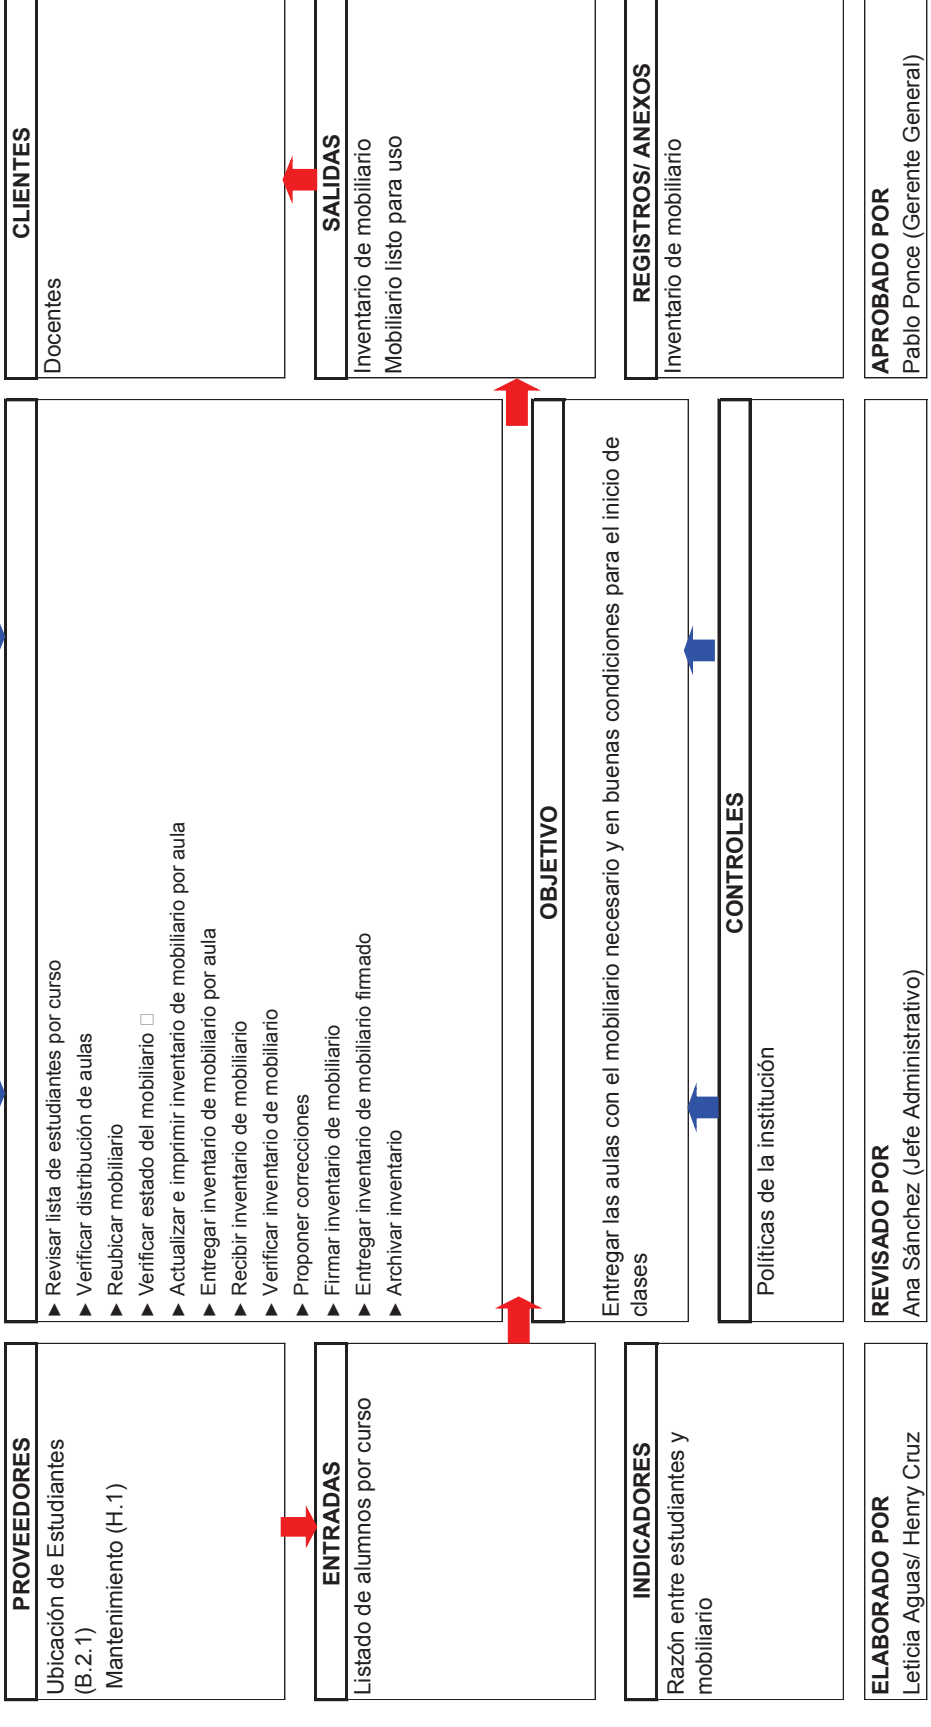 PROVEEDORES
Ubicación de Estudiantes
(B.2.1)
Mantenimiento (H.1)
▶ Revisar lista de estudiantes por curso
▶ Verificar distribución de aulas
▶ Reubicar mobiliario
▶ Verificar estado del mobiliario □
▶ Actualizar e imprimir inventario de mobiliario por aula
▶ Entregar inventario de mobiliario por aula
▶ Recibir inventario de mobiliario
▶ Verificar inventario de mobiliario
▶ Proponer correcciones
▶ Firmar inventario de mobiliario
▶ Entregar inventario de mobiliario firmado
▶ Archivar inventario
CLIENTES
Docentes
ENTRADAS
Listado de alumnos por curso
SALIDAS
Inventario de mobiliario
Mobiliario listo para uso
OBJETIVO
Entregar las aulas con el mobiliario necesario y en buenas condiciones para el inicio de
clases
INDICADORES
Razón entre estudiantes y
mobiliario
CONTROLES
Políticas de la institución
REGISTROS/ ANEXOS
Inventario de mobiliario
ELABORADO POR
Leticia Aguas/ Henry Cruz
REVISADO POR
Ana Sánchez (Jefe Administrativo)
APROBADO POR
Pablo Ponce (Gerente General)